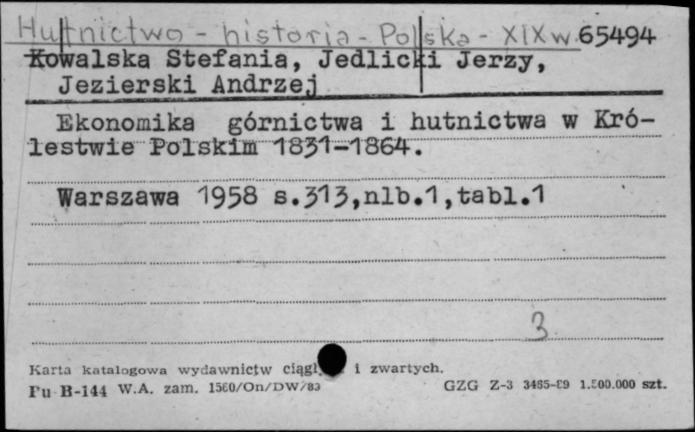 Hutnictwo - historia - Polska - XIX w. 65494
Kowalska Stefania, Jedlicki Jerzy,
Jezierski Andrzej
Ekonomika górnictwa i hutnictwa w Kró-
lestwie Polskim 1831-1864.
Warszawa 1958 s.313,nlb.1,tabl.1
3
Karta katalogowa wydawnictw i zwartych.
Pu B-144 W.A. zam. 1560/On/DW/83 GZG Z-3 3485-89 1.500.000 szt.